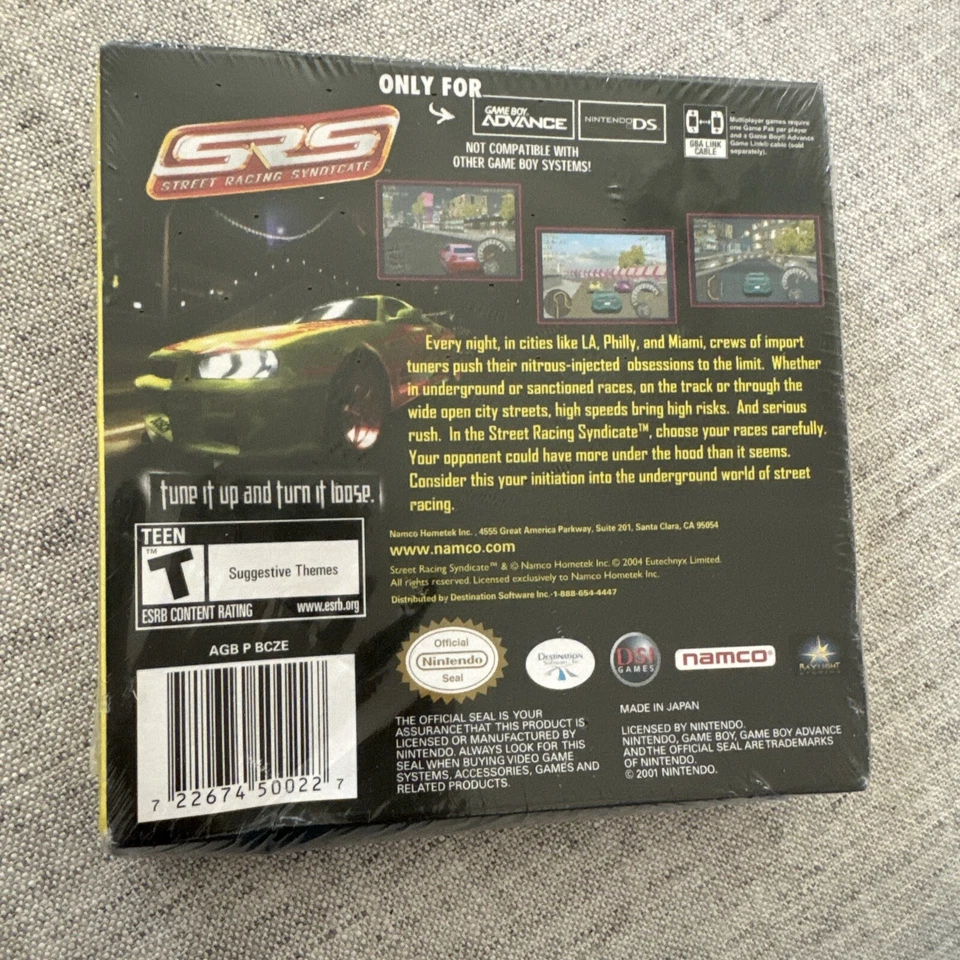 ONLY FOR
GAME BOY
ADVANCE
NINTENDO DS
NOT COMPATIBLE WITH
OTHER GAME BOY SYSTEMS!
GBA LINK
CABLE
Multiplayer games require
one Game Pak per player
and a Game Boy® Advance
Game Link® cable (sold
separately).
SRS
STREET RACING SYNDICATE
Every night, in cities like LA, Philly, and Miami, crews of import
tuners push their nitrous-injected obsessions to the limit. Whether
in underground or sanctioned races, on the track or through the
wide open city streets, high speeds bring high risks. And serious
rush. In the Street Racing Syndicate™, choose your races carefully.
Your opponent could have more under the hood than it seems.
Consider this your initiation into the underground world of street
racing.
tune it up and turn it loose.
TEEN
TM
T
Suggestive Themes
ESRB CONTENT RATING
www.esrb.org
Namco Hometek Inc., 4555 Great America Parkway, Suite 201, Santa Clara, CA 95054
www.namco.com
Street Racing Syndicate™ & © Namco Hometek Inc. © 2004 Eutechnyx Limited.
All rights reserved. Licensed exclusively to Namco Hometek Inc.
Distributed by Destination Software Inc.-1-888-654-4447
AGB P BCZE
7 22674 50022 7
Official
Nintendo
Seal
DESTINATION
DSI
GAMES
namco®
RAYLIGHT
STUDIOS
THE OFFICIAL SEAL IS YOUR
ASSURANCE THAT THIS PRODUCT IS
LICENSED OR MANUFACTURED BY
NINTENDO. ALWAYS LOOK FOR THIS
SEAL WHEN BUYING VIDEO GAME
SYSTEMS, ACCESSORIES, GAMES AND
RELATED PRODUCTS.
MADE IN JAPAN
LICENSED BY NINTENDO.
NINTENDO, GAME BOY, GAME BOY ADVANCE
AND THE OFFICIAL SEAL ARE TRADEMARKS
OF NINTENDO.
© 2001 NINTENDO.